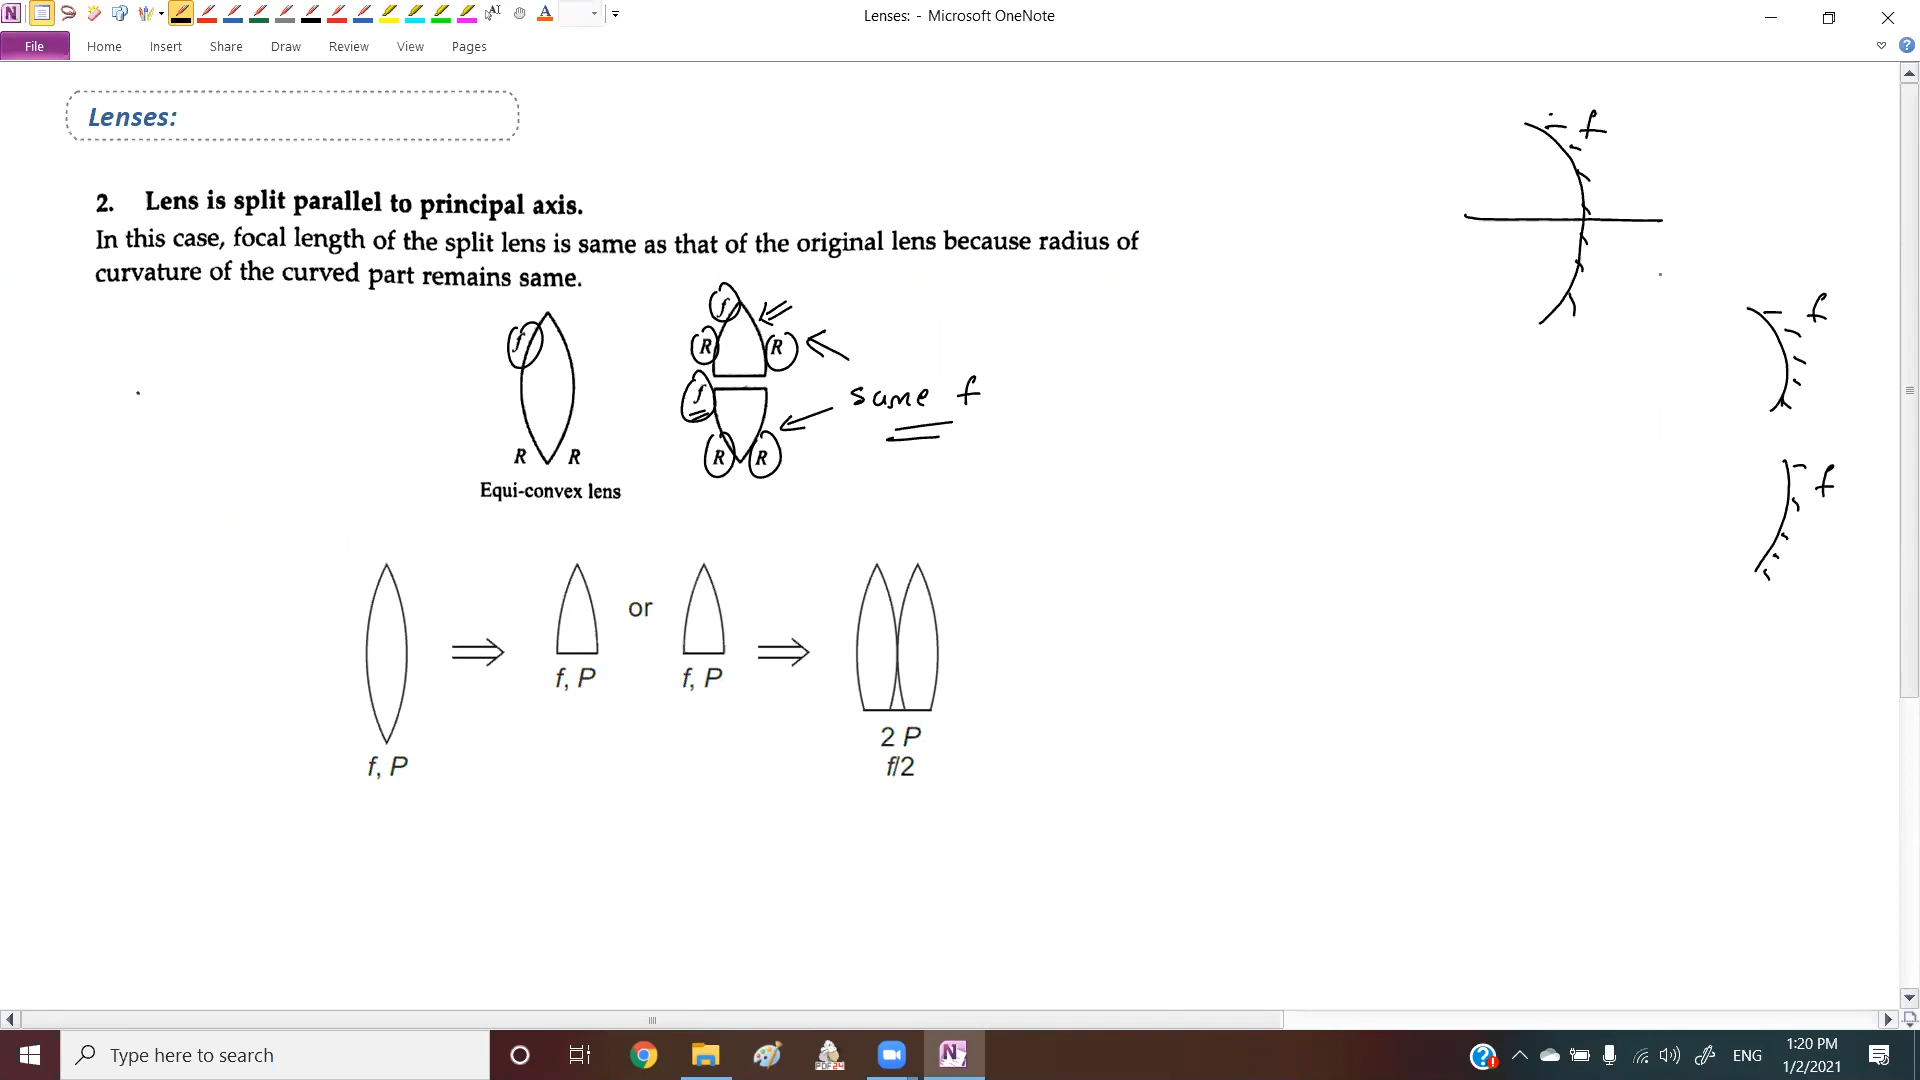 Lenses: - Microsoft OneNote
File Home Insert Share Draw Review View Pages
Lenses:
2. Lens is split parallel to principal axis.
In this case, focal length of the split lens is same as that of the original lens because radius of
curvature of the curved part remains same.
f
R R
Equi-convex lens
f
R R
f
R R
same f
f
f
f
or
f, P
f, P
f, P
2 P
f/2
Type here to search
PDF24
ENG
1:20 PM
1/2/2021